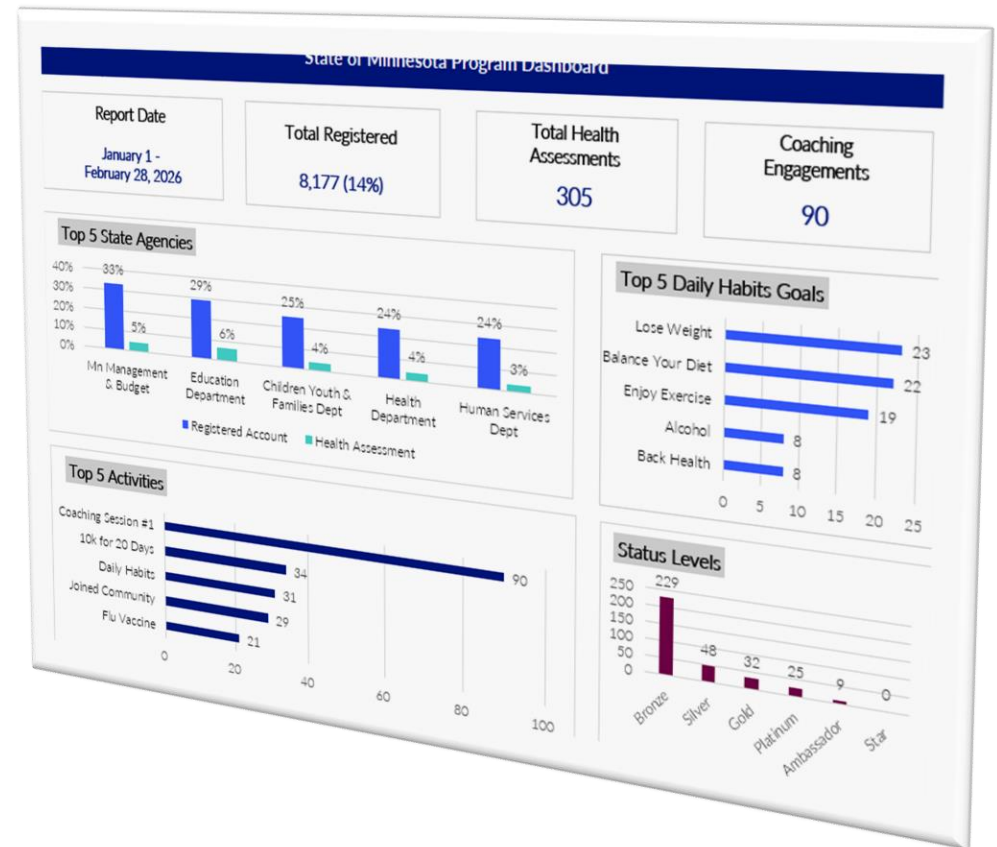 State of Minnesota Program Dashboard
Report Date
January 1 -
February 28, 2026
Total Registered
8,177 (14%)
Total Health
Assessments
305
Coaching
Engagements
90
Top 5 State Agencies
40%
30%
20%
10%
0%
33%
5%
29%
6%
25%
4%
24%
4%
24%
3%
Mn Management
& Budget
Education
Department
Children Youth &
Families Dept
Health
Department
Human Services
Dept
Registered Account
Health Assessment
Top 5 Daily Habits Goals
Lose Weight 23
Balance Your Diet 22
Enjoy Exercise 19
Alcohol 8
Back Health 8
0 5 10 15 20 25
Top 5 Activities
Coaching Session #1 90
10k for 20 Days 34
Daily Habits 31
Joined Community 29
Flu Vaccine 21
0 20 40 60 80 100
Status Levels
250
200
150
100
50
0
229
48
32
25
9
0
Bronze
Silver
Gold
Platinum
Ambassador
Star